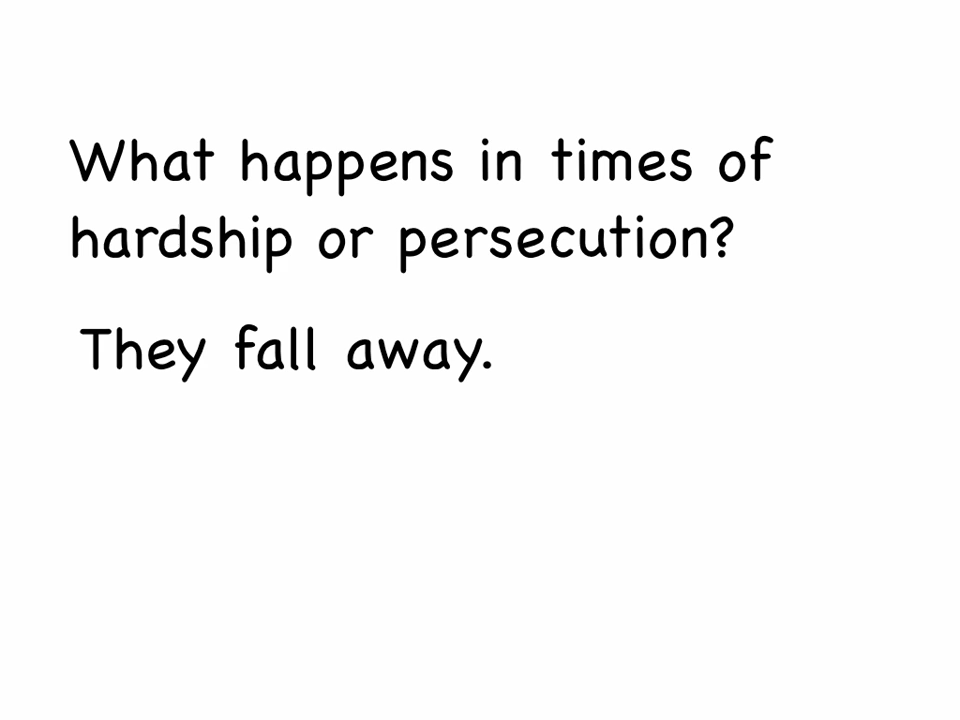 What happens in times of
hardship or persecution?
They fall away.